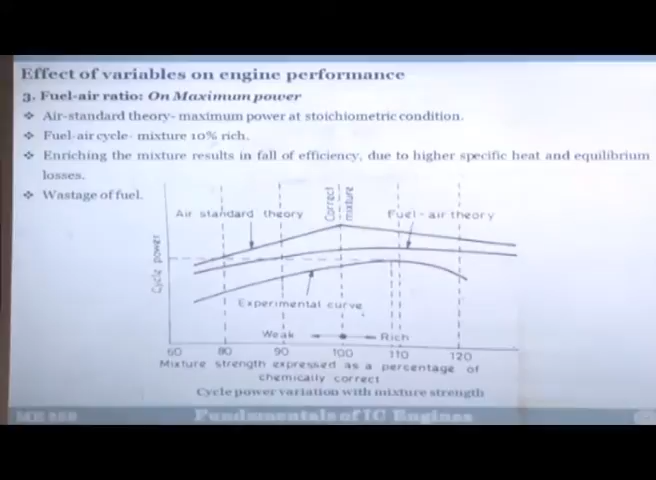 Effect of variables on engine performance
3. Fuel-air ratio: On Maximum power
❖ Air-standard theory- maximum power at stoichiometric condition.
❖ Fuel-air cycle- mixture 10% rich.
❖ Enriching the mixture results in fall of efficiency, due to higher specific heat and equilibrium
losses.
❖ Wastage of fuel.
Correct
mixture
Air standard theory
Fuel-air theory
Cycle power
Experimental curve
Weak
Rich
60 80 90 100 110 120
Mixture strength expressed as a percentage of
chemically correct
Cycle power variation with mixture strength
Fundamentals of IC Engines